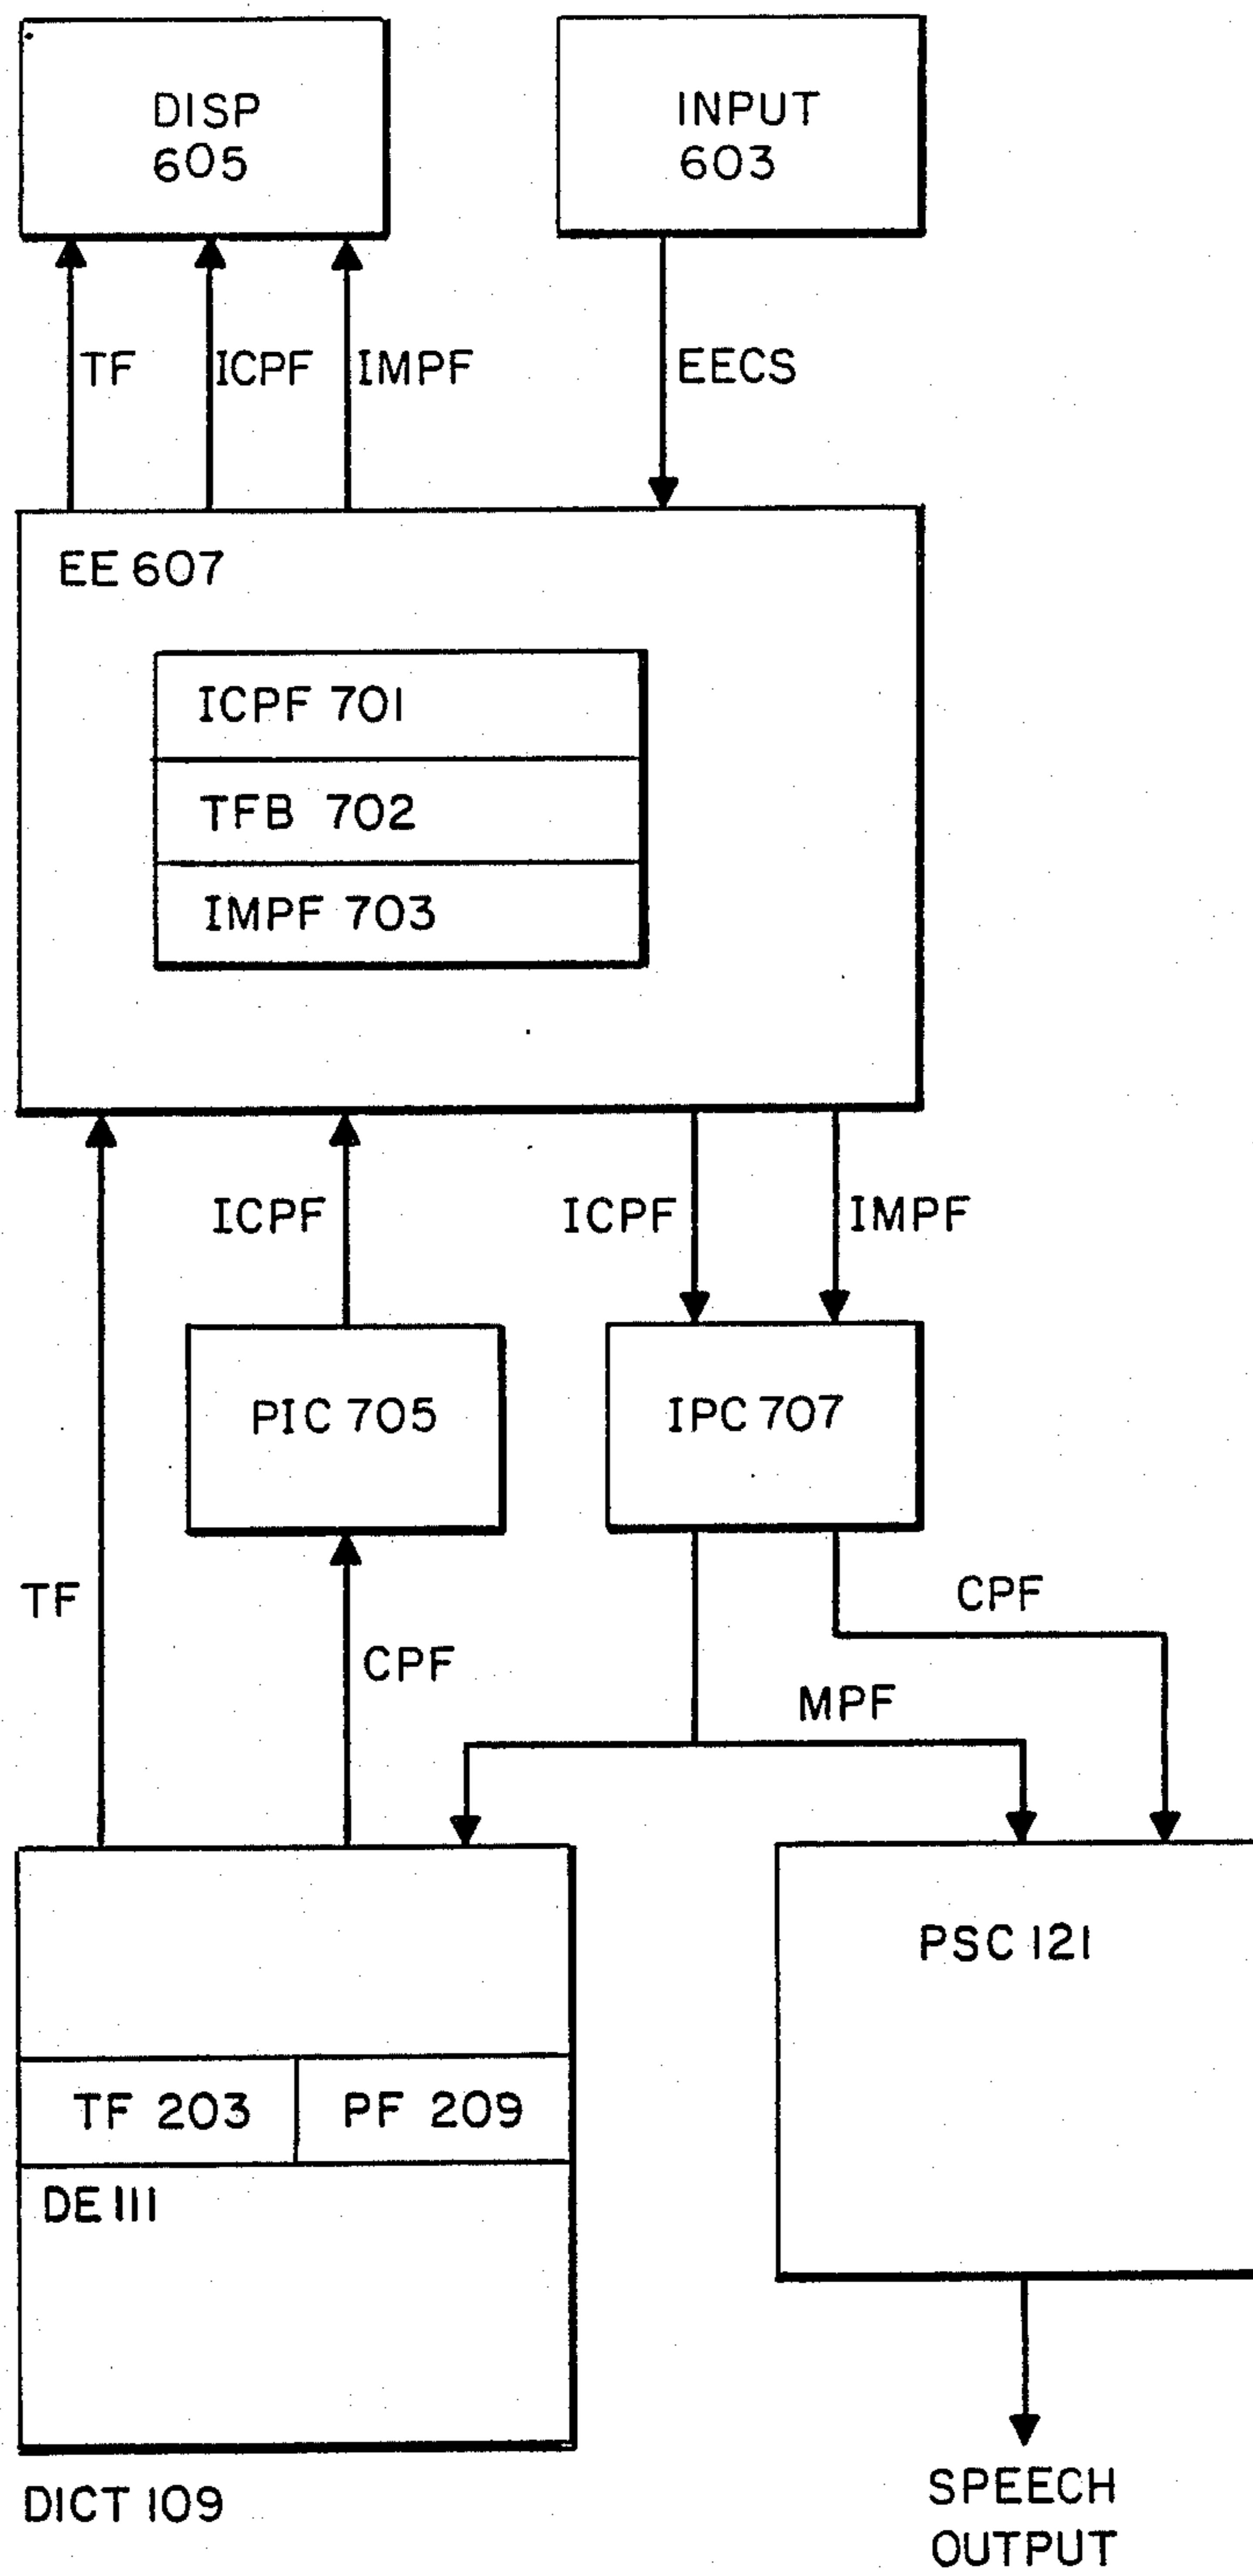 DISP
605
INPUT
603
TF
ICPF
IMPF
EECS
EE 607
ICPF 701
TFB 702
IMPF 703
ICPF
ICPF
IMPF
PIC 705
IPC 707
TF
CPF
CPF
MPF
PSC 121
TF 203
PF 209
DE 111
DICT 109
SPEECH
OUTPUT